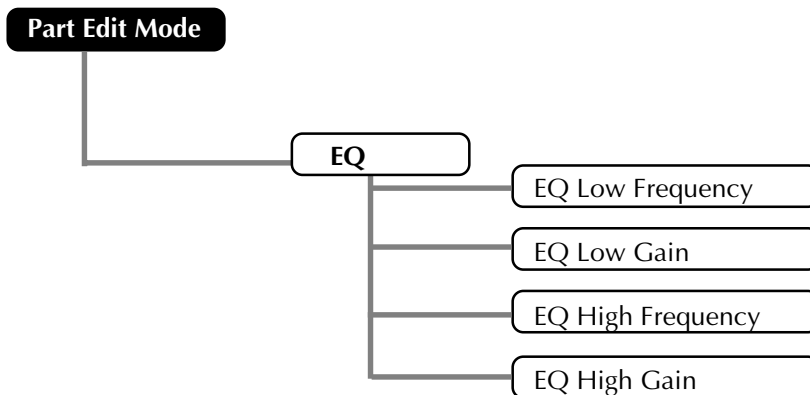 Part Edit Mode
EQ
EQ Low Frequency
EQ Low Gain
EQ High Frequency
EQ High Gain